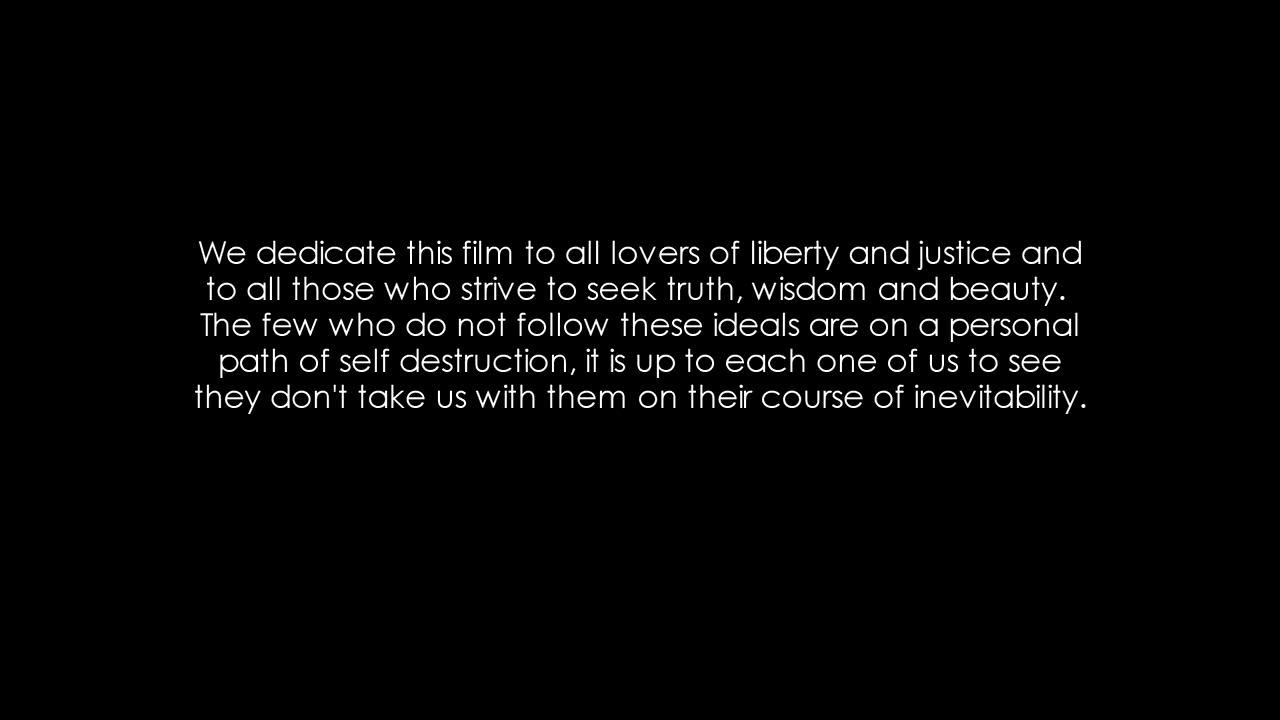 We dedicate this film to all lovers of liberty and justice and
to all those who strive to seek truth, wisdom and beauty.
The few who do not follow these ideals are on a personal
path of self destruction, it is up to each one of us to see
they don't take us with them on their course of inevitability.